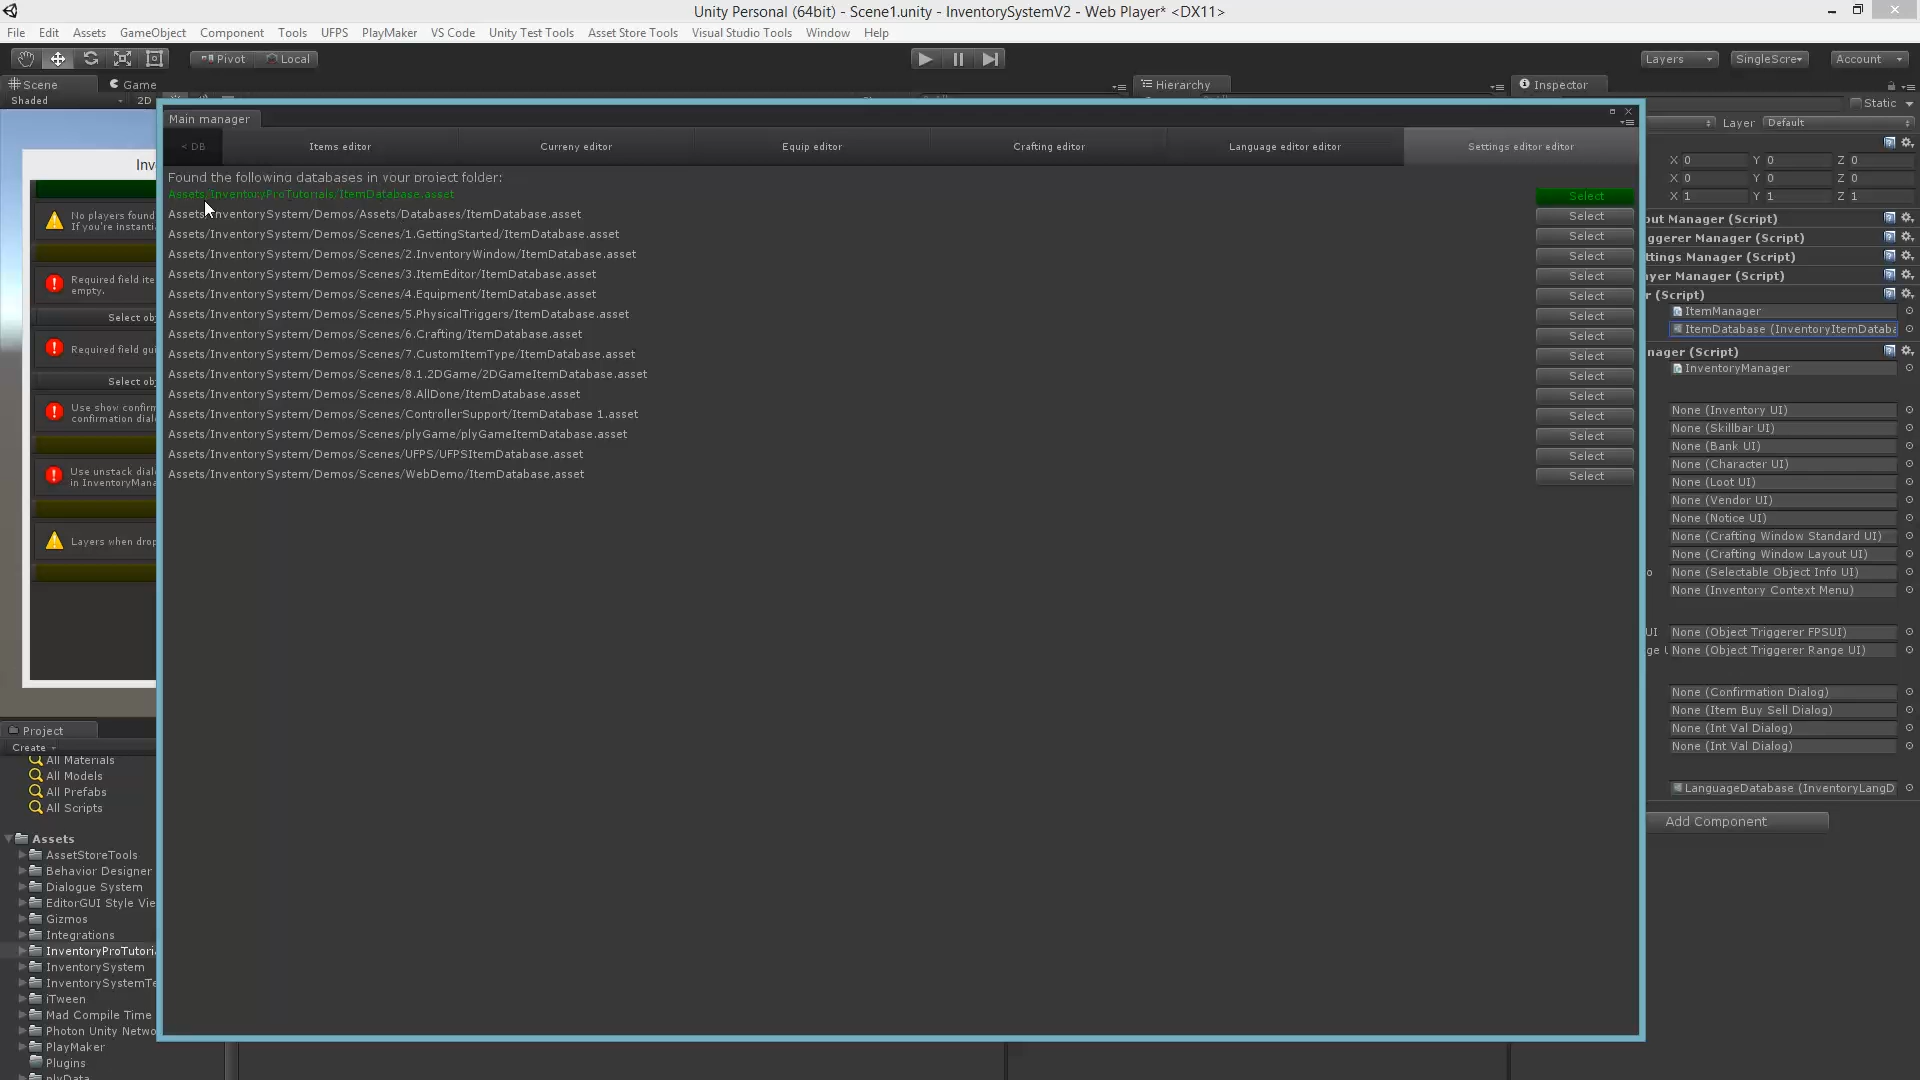 Unity Personal (64bit) - Scene1.unity - InventorySystemV2 - Web Player* <DX11>
File Edit Assets GameObject Component Tools UFPS PlayMaker VS Code Unity Test Tools Asset Store Tools Visual Studio Tools Window Help
Pivot Local Layers SingleScre Account
Scene Game Hierarchy Inspector
Shaded 2D Static
Main manager
Layer Default
< DB Items editor Curreny editor Equip editor Crafting editor Language editor editor Settings editor editor
Found the following databases in your project folder:
Assets/InventoryProTutorials/ItemDatabase.asset Select
Assets/InventorySystem/Demos/Assets/Databases/ItemDatabase.asset Select
Assets/InventorySystem/Demos/Scenes/1.GettingStarted/ItemDatabase.asset Select
Assets/InventorySystem/Demos/Scenes/2.InventoryWindow/ItemDatabase.asset Select
Assets/InventorySystem/Demos/Scenes/3.ItemEditor/ItemDatabase.asset Select
Assets/InventorySystem/Demos/Scenes/4.Equipment/ItemDatabase.asset Select
Assets/InventorySystem/Demos/Scenes/5.PhysicalTriggers/ItemDatabase.asset Select
Assets/InventorySystem/Demos/Scenes/6.Crafting/ItemDatabase.asset Select
Assets/InventorySystem/Demos/Scenes/7.CustomItemType/ItemDatabase.asset Select
Assets/InventorySystem/Demos/Scenes/8.1.2DGame/2DGameItemDatabase.asset Select
Assets/InventorySystem/Demos/Scenes/8.AllDone/ItemDatabase.asset Select
Assets/InventorySystem/Demos/Scenes/ControllerSupport/ItemDatabase 1.asset Select
Assets/InventorySystem/Demos/Scenes/plyGame/plyGameItemDatabase.asset Select
Assets/InventorySystem/Demos/Scenes/UFPS/UFPSItemDatabase.asset Select
Assets/InventorySystem/Demos/Scenes/WebDemo/ItemDatabase.asset Select
Inv
No players found
If you're instanti
Required field ite
empty.
Select obj
Required field gui
Select obj
Use show confirm
confirmation dialo
Use unstack dialo
in InventoryMana
Layers when drop
Project
Create
All Materials
All Models
All Prefabs
All Scripts
Assets
AssetStoreTools
Behavior Designer
Dialogue System
EditorGUI Style Vie
Gizmos
Integrations
InventoryProTutoria
InventorySystem
InventorySystemTe
iTween
Mad Compile Time
Photon Unity Netwo
PlayMaker
Plugins
plyData
X 0 Y 0 Z 0
X 0 Y 0 Z 0
X 1 Y 1 Z 1
out Manager (Script)
ggerer Manager (Script)
ttings Manager (Script)
ayer Manager (Script)
r (Script)
ItemManager
ItemDatabase (InventoryItemDataba
nager (Script)
InventoryManager
None (Inventory UI)
None (Skillbar UI)
None (Bank UI)
None (Character UI)
None (Loot UI)
None (Vendor UI)
None (Notice UI)
None (Crafting Window Standard UI)
None (Crafting Window Layout UI)
o None (Selectable Object Info UI)
None (Inventory Context Menu)
UI None (Object Triggerer FPSUI)
ge U None (Object Triggerer Range UI)
None (Confirmation Dialog)
None (Item Buy Sell Dialog)
None (Int Val Dialog)
None (Int Val Dialog)
LanguageDatabase (InventoryLangD
Add Component